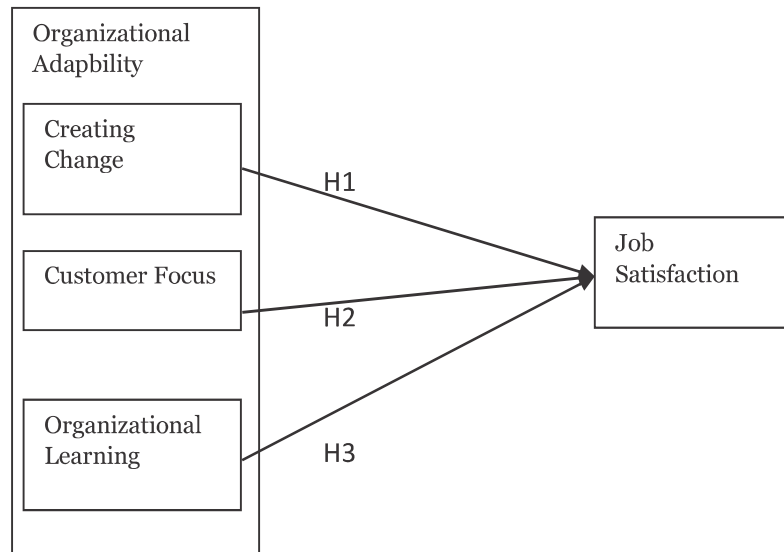 Organizational
Adapbility
Creating
Change
H1
Job
Satisfaction
Customer Focus
H2
Organizational
Learning
H3